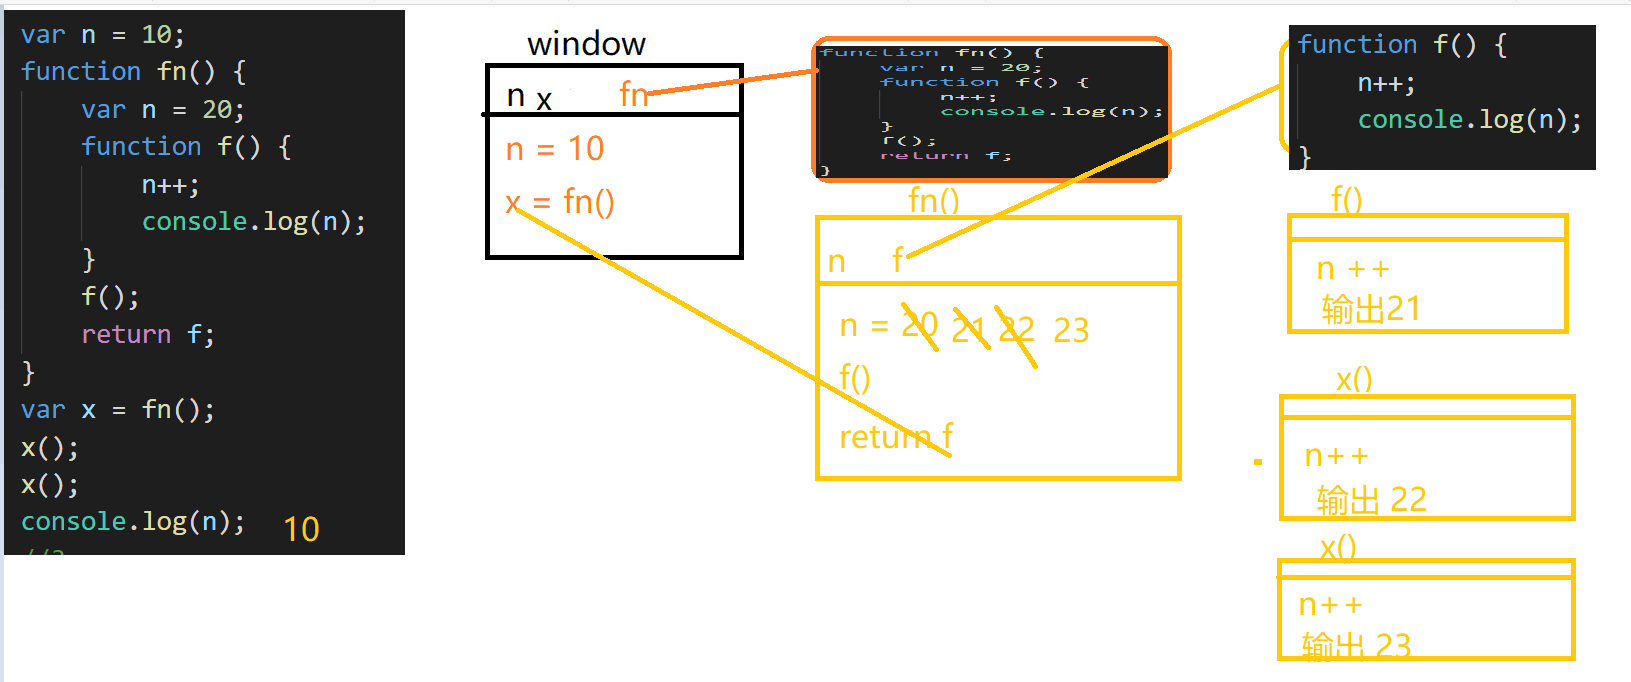 var n = 10;
function fn() {
var n = 20;
function f() {
n++;
console.log(n);
}
f();
return f;
}
var x = fn();
x();
x();
console.log(n);
10
window
n x fn
n = 10
x = fn()
function fn() {
var n = 20;
function f() {
n++;
console.log(n);
}
f();
return f;
}
fn()
n f
n = 20 21 22 23
f()
return f
function f() {
n++;
console.log(n);
}
f()
n ++
输出21
x()
n++
输出 22
x()
n++
输出 23